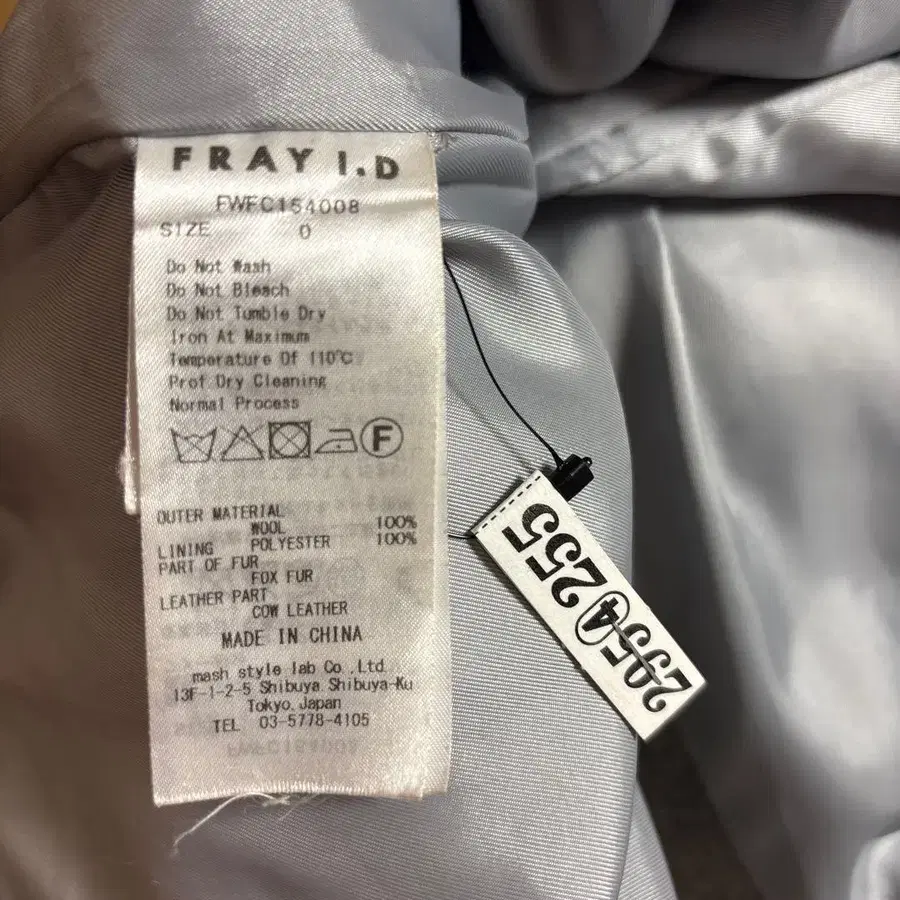 FRAY I.D
FWFC154008
SIZE 0
Do Not Wash
Do Not Bleach
Do Not Tumble Dry
Iron At Maximum
Temperature Of 110°C
Prof Dry Cleaning
Normal Process
F
OUTER MATERIAL
WOOL 100%
LINING POLYESTER 100%
PART OF FUR
FOX FUR
LEATHER PART
COW LEATHER
MADE IN CHINA
mash style lab Co.,Ltd.
13F-1-2-5 Shibuya Shibuya-Ku
Tokyo.Japan
TEL 03-5778-4105
255